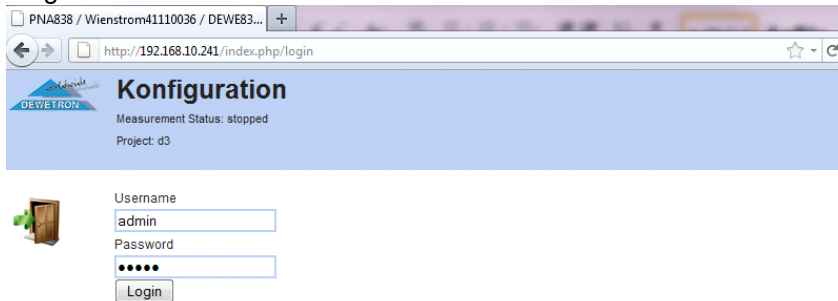 PNA838 / Wienstrom41110036 / DEWE83... +
http://192.168.10.241/index.php/login
worldwide
DEWETRON
Konfiguration
Measurement Status: stopped
Project: d3
Username
admin
Password
•••••
Login